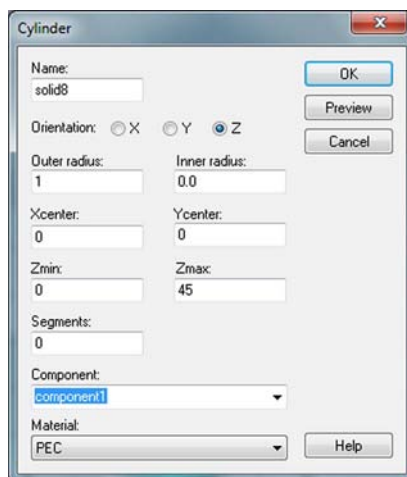 Cylinder
Name:
OK
solid8
Preview
Orientation: X Y Z
Cancel
Outer radius: Inner radius:
1 0.0
Xcenter: Ycenter:
0 0
Zmin: Zmax:
0 45
Segments:
0
Component:
component1
Material:
PEC Help